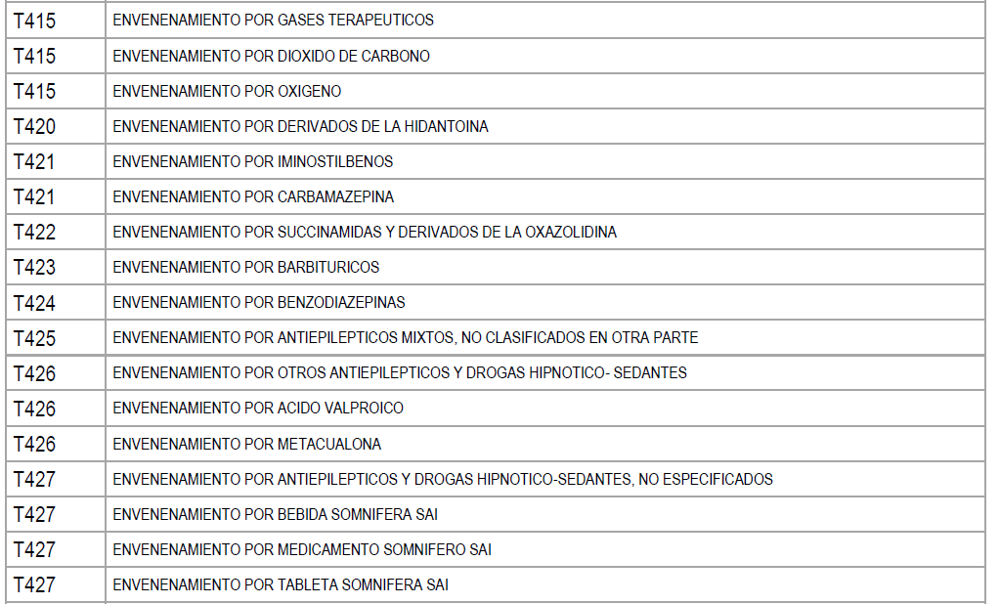 T415 ENVENENAMIENTO POR GASES TERAPEUTICOS
T415 ENVENENAMIENTO POR DIOXIDO DE CARBONO
T415 ENVENENAMIENTO POR OXIGENO
T420 ENVENENAMIENTO POR DERIVADOS DE LA HIDANTOINA
T421 ENVENENAMIENTO POR IMINOSTILBENOS
T421 ENVENENAMIENTO POR CARBAMAZEPINA
T422 ENVENENAMIENTO POR SUCCINAMIDAS Y DERIVADOS DE LA OXAZOLIDINA
T423 ENVENENAMIENTO POR BARBITURICOS
T424 ENVENENAMIENTO POR BENZODIAZEPINAS
T425 ENVENENAMIENTO POR ANTIEPILEPTICOS MIXTOS, NO CLASIFICADOS EN OTRA PARTE
T426 ENVENENAMIENTO POR OTROS ANTIEPILEPTICOS Y DROGAS HIPNOTICO- SEDANTES
T426 ENVENENAMIENTO POR ACIDO VALPROICO
T426 ENVENENAMIENTO POR METACUALONA
T427 ENVENENAMIENTO POR ANTIEPILEPTICOS Y DROGAS HIPNOTICO-SEDANTES, NO ESPECIFICADOS
T427 ENVENENAMIENTO POR BEBIDA SOMNIFERA SAI
T427 ENVENENAMIENTO POR MEDICAMENTO SOMNIFERO SAI
T427 ENVENENAMIENTO POR TABLETA SOMNIFERA SAI